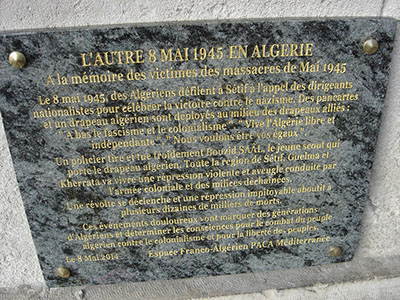 L'AUTRE 8 MAI 1945 EN ALGERIE
A la mémoire des victimes des massacres de Mai 1945
Le 8 mai 1945, des Algériens défilent à Sétif à l'appel des dirigeants
nationalistes pour célébrer la victoire contre le nazisme. Des pancartes
et un drapeau algérien sont déployés au milieu des drapeaux alliés :
" A bas le fascisme et le colonialisme " " Vive l'Algérie libre et
indépendante " " Nous voulons être vos égaux ".
Un policier tire et tue froidement Bouzid SAAL, le jeune scout qui
porte le drapeau algérien. Toute la région de Sétif, Guelma et
Kherrata va vivre une répression violente et aveugle conduite par
l'armée coloniale et des milices déchaînées.
Une révolte se déclenche et une répression impitoyable aboutit à
plusieurs dizaines de milliers de morts.
Ces évènements douloureux vont marquer des générations
d'Algériens et déterminer les consciences pour le combat du peuple
algérien contre le colonialisme et pour la liberté des peuples.
Le 8 Mai 2014
Espace Franco-Algérien PACA Méditerranée